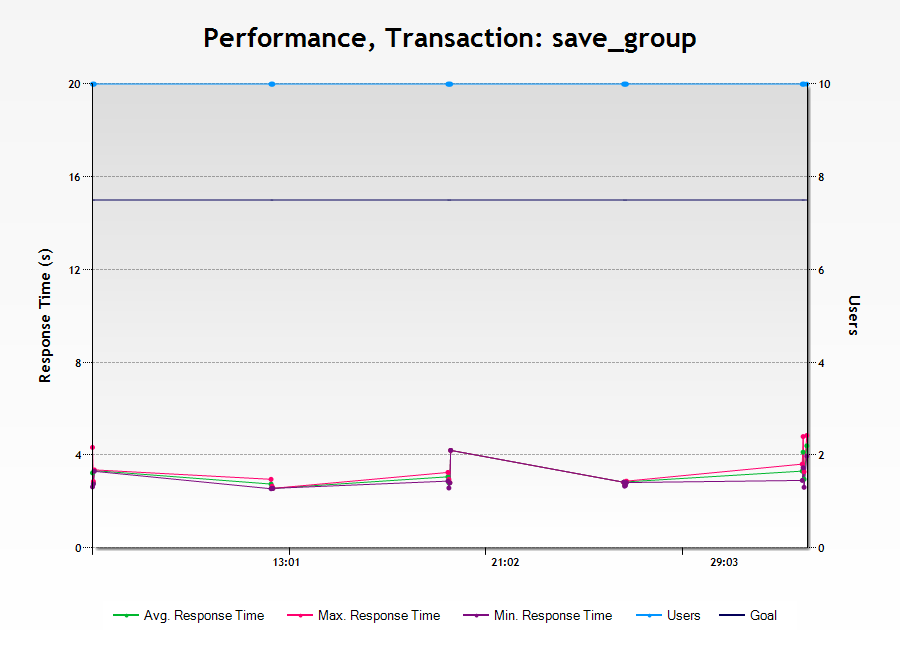 Performance, Transaction: save_group
20
10
16
8
12
6
8
4
4
2
0
0
Response Time (s)
Users
13:01
21:02
29:03
Avg. Response Time
Max. Response Time
Min. Response Time
Users
Goal